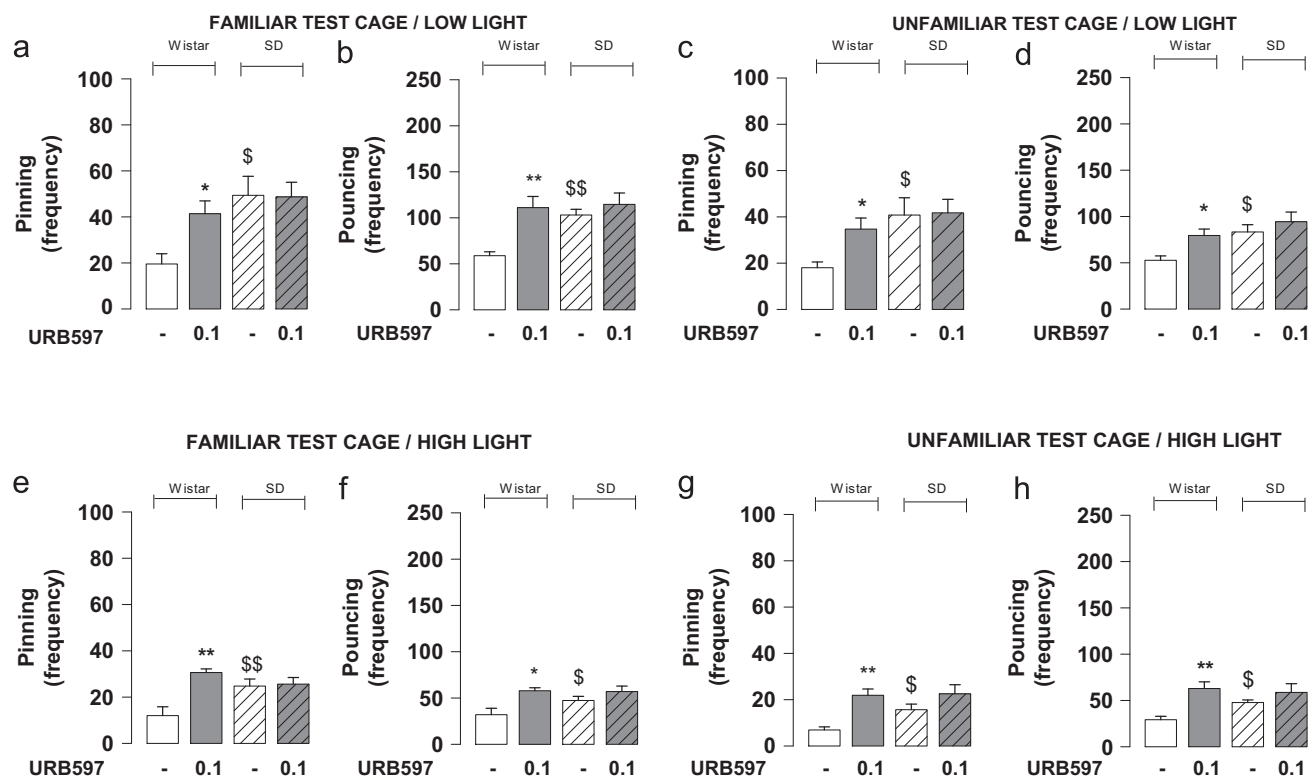 FAMILIAR TEST CAGE / LOW LIGHT
a
Wistar
SD
Pinning
(frequency)
100
80
60
40
20
0
*
$
URB597
- 0.1 - 0.1
b
Wistar
SD
Pouncing
(frequency)
250
200
150
100
50
0
**
$$
URB597
- 0.1 - 0.1
UNFAMILIAR TEST CAGE / LOW LIGHT
c
Wistar
SD
Pinning
(frequency)
100
80
60
40
20
0
*
$
URB597
- 0.1 - 0.1
d
Wistar
SD
Pouncing
(frequency)
250
200
150
100
50
0
*
$
URB597
- 0.1 - 0.1
FAMILIAR TEST CAGE / HIGH LIGHT
e
Wistar
SD
Pinning
(frequency)
100
80
60
40
20
0
**
$$
URB597
- 0.1 - 0.1
f
Wistar
SD
Pouncing
(frequency)
250
200
150
100
50
0
*
$
URB597
- 0.1 - 0.1
UNFAMILIAR TEST CAGE / HIGH LIGHT
g
Wistar
SD
Pinning
(frequency)
100
80
60
40
20
0
**
$
URB597
- 0.1 - 0.1
h
Wistar
SD
Pouncing
(frequency)
250
200
150
100
50
0
**
$
URB597
- 0.1 - 0.1